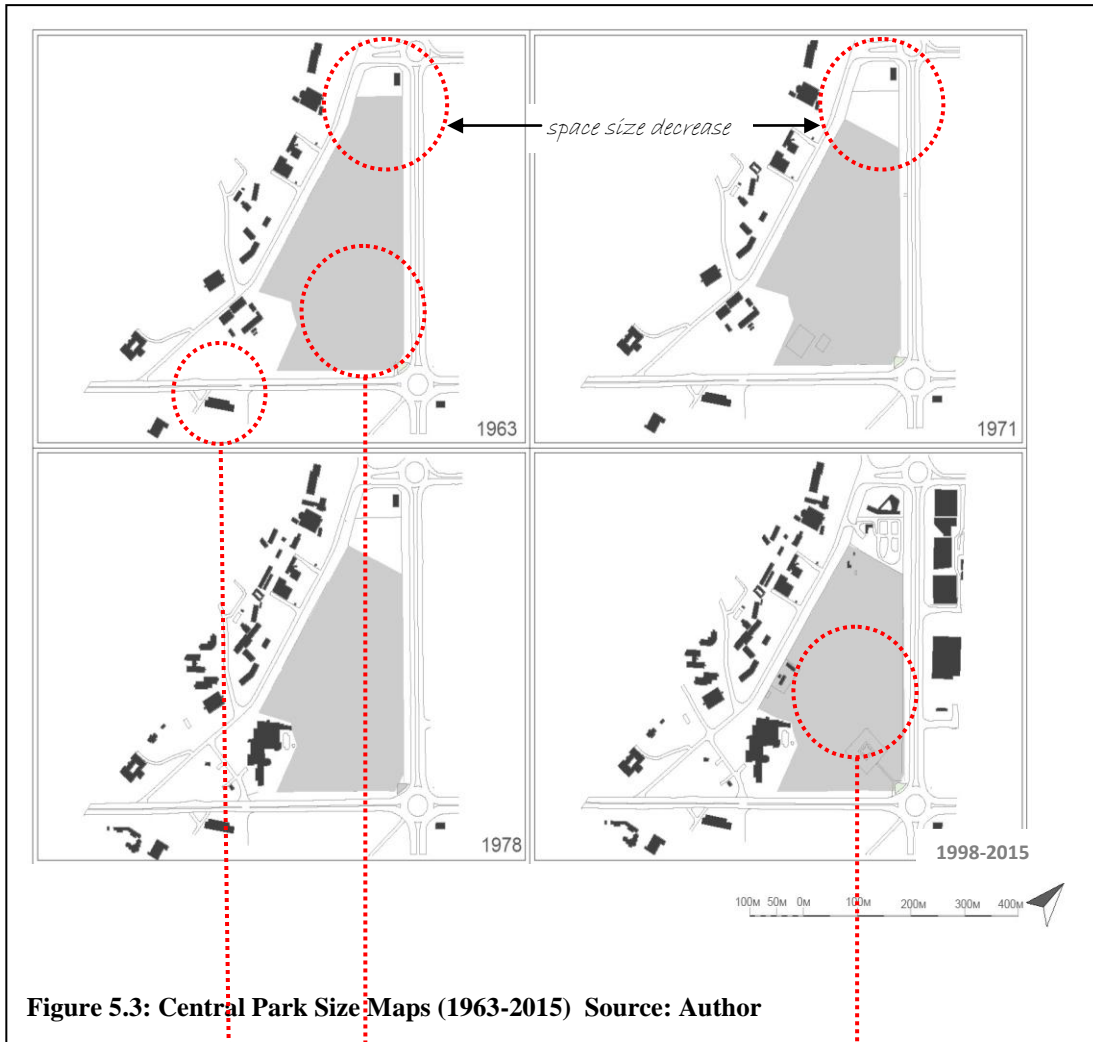 space size decrease
1963
1971
1978
1998-2015
100M 50M 0M 100M 200M 300M 400M
Figure 5.3: Central Park Size Maps (1963-2015) Source: Author